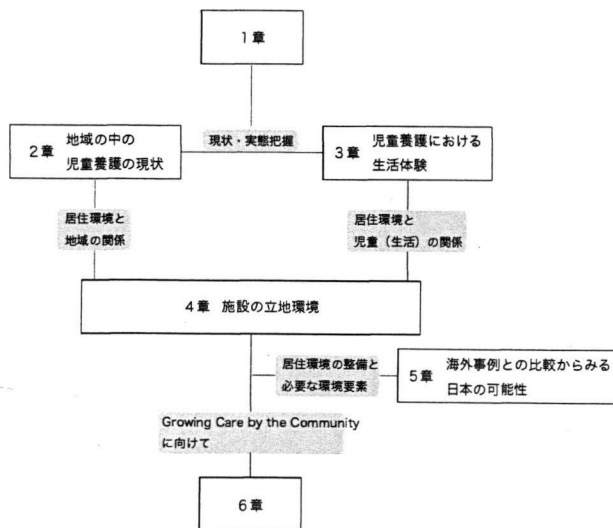 1章
2章
地域の中の
児童養護の現状
現状・実態把握
3章
児童養護における
生活体験
居住環境と
地域の関係
居住環境と
児童（生活）の関係
4章 施設の立地環境
居住環境の整備と
必要な環境要素
5章
海外事例との比較からみる
日本の可能性
Growing Care by the Community
に向けて
6章